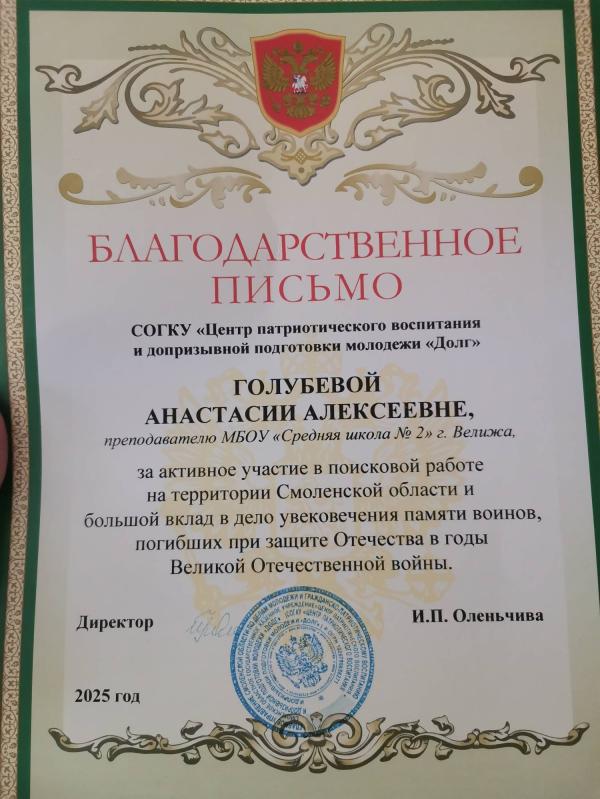 БЛАГОДАРСТВЕННОЕ
ПИСЬМО
СОГКУ «Центр патриотического воспитания
и допризывной подготовки молодежи «Долг»
ГОЛУБЕВОЙ
АНАСТАСИИ АЛЕКСЕЕВНЕ,
преподавателю МБОУ «Средняя школа № 2» г. Велижа,
за активное участие в поисковой работе
на территории Смоленской области и
большой вклад в дело увековечения памяти воинов,
погибших при защите Отечества в годы
Великой Отечественной войны.
Директор
И.П. Оленьчива
2025 год